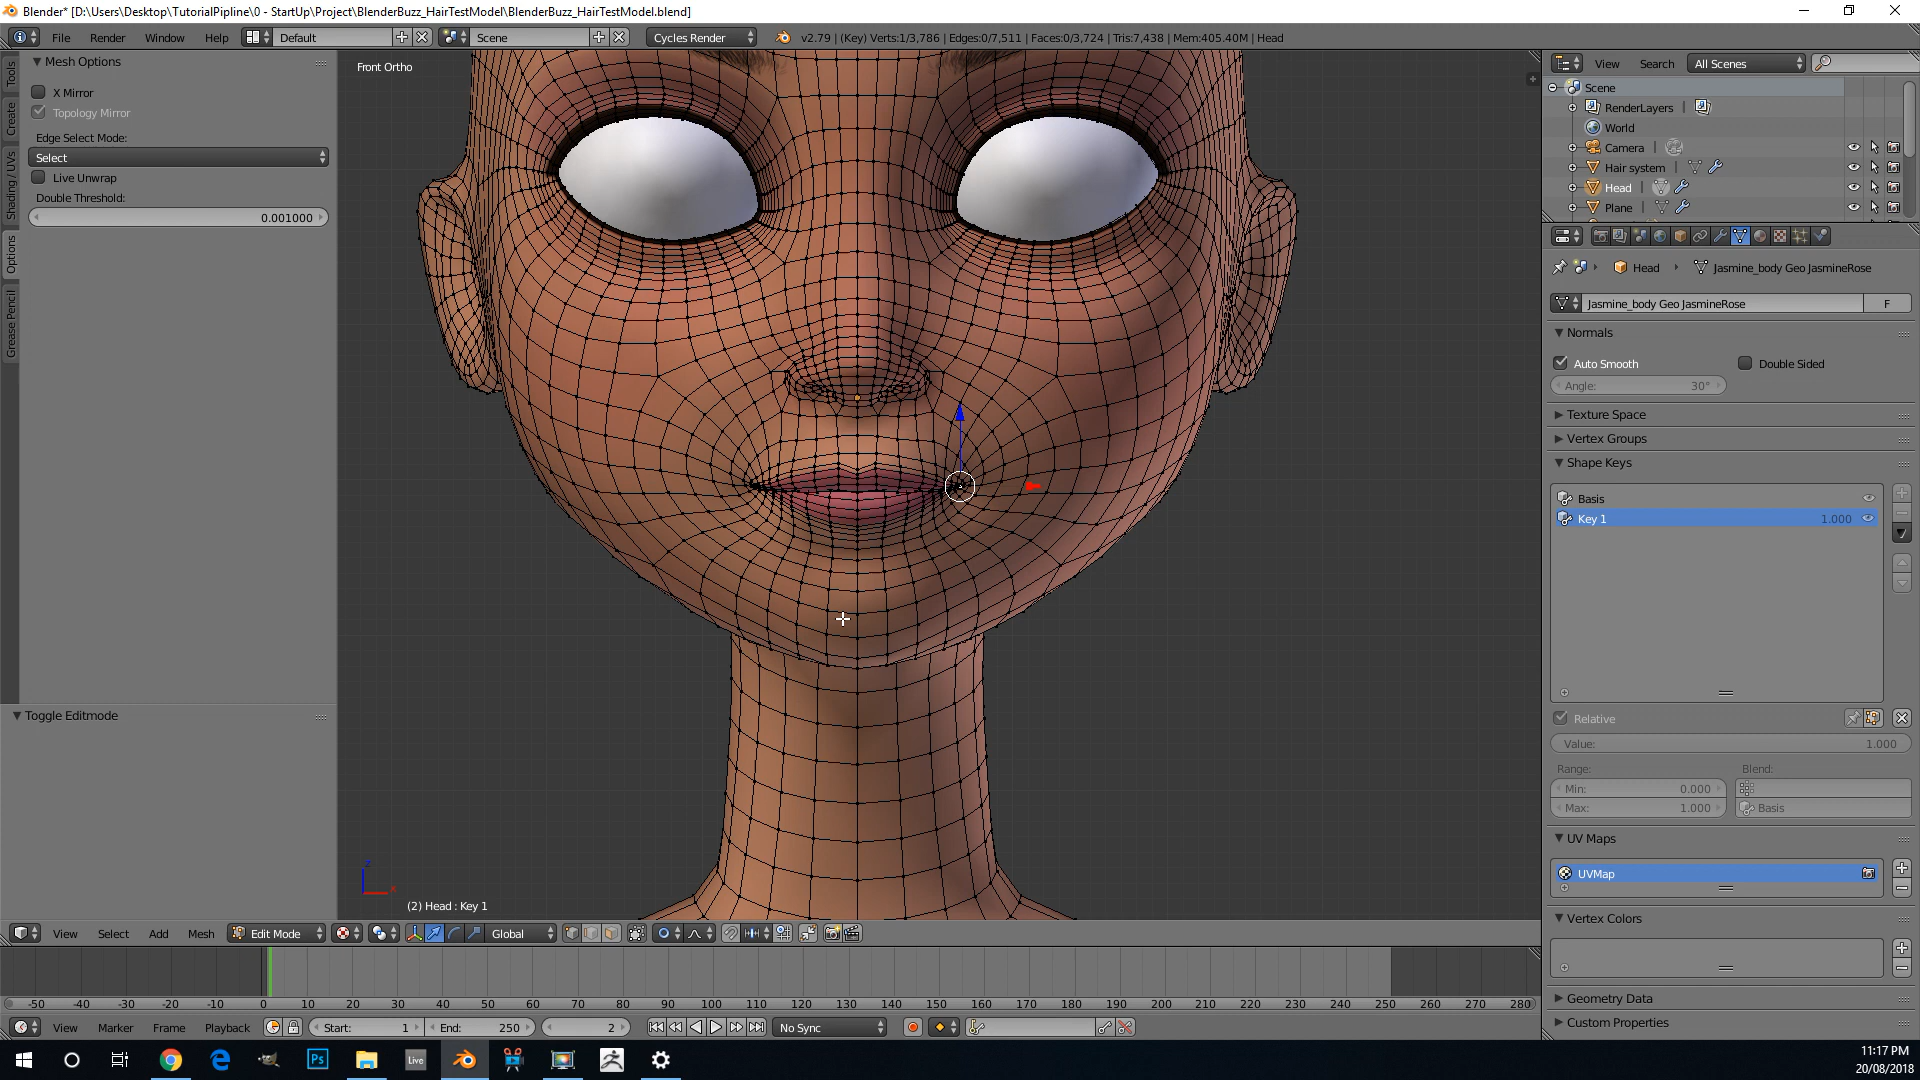 Blender* [D:\Users\Desktop\TutorialPipline\0 - StartUp\Project\BlenderBuzz_HairTestModel\BlenderBuzz_HairTestModel.blend]
File Render Window Help Default Scene Cycles Render v2.79 | (Key) Verts:1/3,786 | Edges:0/7,511 | Faces:0/3,724 | Tris:7,438 | Mem:405.40M | Head
Tools
Create
Shading / UVs
Options
Grease Pencil
Mesh Options
X Mirror
Topology Mirror
Edge Select Mode:
Select
Live Unwrap
Double Threshold:
0.001000
Toggle Editmode
Front Ortho
z
x
(2) Head : Key 1
View Search All Scenes
Scene
RenderLayers
World
Camera
Hair system
Head
Plane
Head Jasmine_body Geo JasmineRose
Jasmine_body Geo JasmineRose F
Normals
Auto Smooth Double Sided
Angle: 30°
Texture Space
Vertex Groups
Shape Keys
Basis
Key 1 1.000
Relative
Value: 1.000
Range: Blend:
Min: 0.000
Max: 1.000 Basis
UV Maps
UVMap
Vertex Colors
Geometry Data
Custom Properties
View Select Add Mesh Edit Mode Global
-50 -40 -30 -20 -10 0 10 20 30 40 50 60 70 80 90 100 110 120 130 140 150 160 170 180 190 200 210 220 230 240 250 260 270 280
View Marker Frame Playback Start: 1 End: 250 2 No Sync
Ps
Live
11:17 PM
20/08/2018